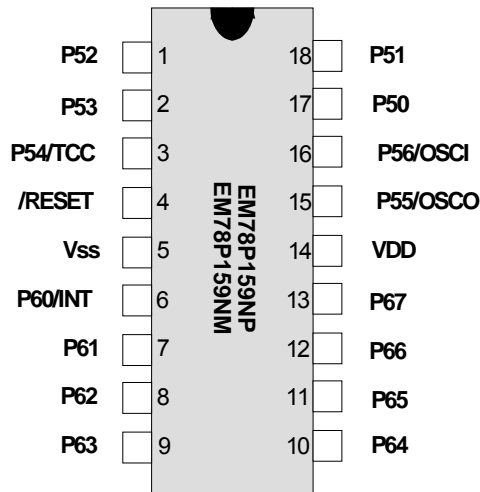 P52 1 18 P51
P53 2 17 P50
P54/TCC 3 16 P56/OSCI
/RESET 4 15 P55/OSCO
Vss 5 14 VDD
P60/INT 6 13 P67
P61 7 12 P66
P62 8 11 P65
P63 9 10 P64
EM78P159NP
EM78P159NM